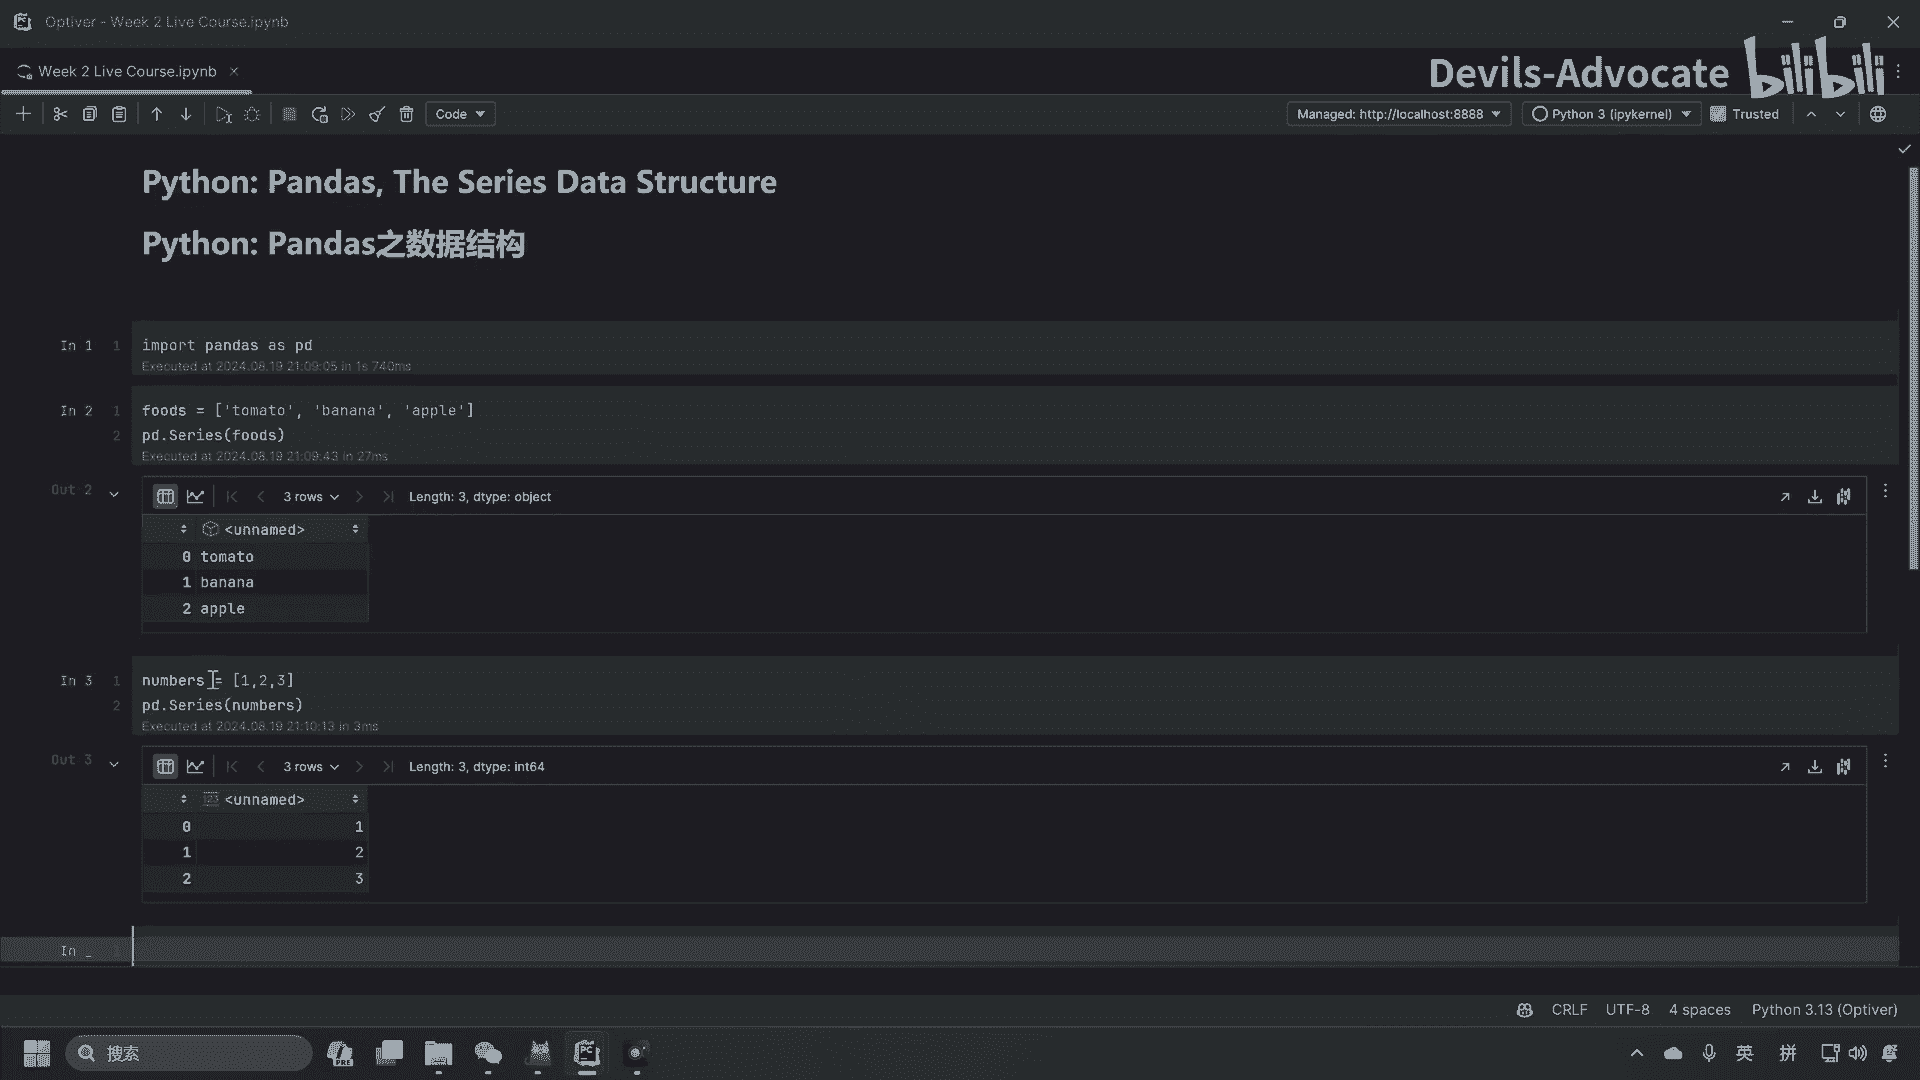 Optiver - Week 2 Live Course.ipynb
Week 2 Live Course.ipynb
Devils-Advocate bilibili
Code
Managed: http://localhost:8888
Python 3 (ipykernel)
Trusted
Python: Pandas, The Series Data Structure
Python: Pandas之数据结构
In 1 1 import pandas as pd
Executed at 2024.08.19 21:09:05 in 1s 740ms
In 2 1 foods = ['tomato', 'banana', 'apple']
2 pd.Series(foods)
Executed at 2024.08.19 21:09:43 in 27ms
Out 2 3 rows Length: 3, dtype: object
<unnamed>
0 tomato
1 banana
2 apple
In 3 1 numbers = [1,2,3]
2 pd.Series(numbers)
Executed at 2024.08.19 21:10:13 in 3ms
Out 3 3 rows Length: 3, dtype: int64
123 <unnamed>
0 1
1 2
2 3
In _ 1
CRLF UTF-8 4 spaces Python 3.13 (Optiver)
搜索
PRE
PC
英
拼